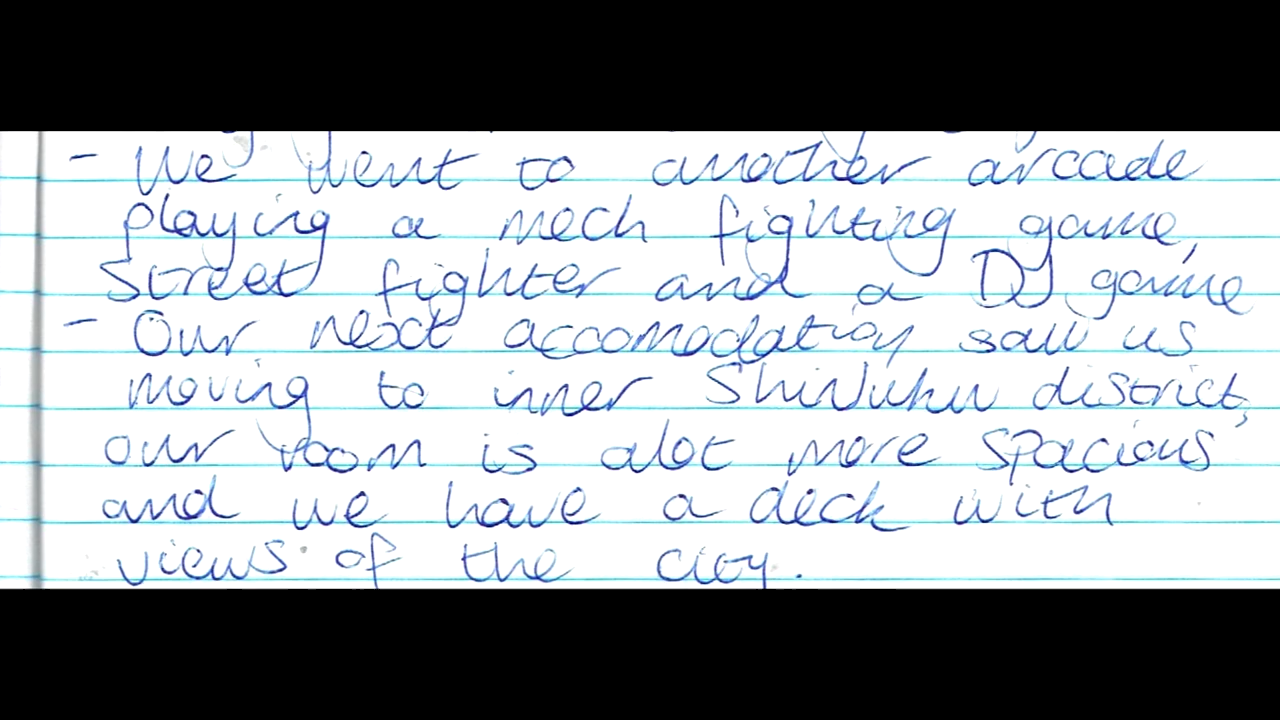 - We went to another arcade
playing a mech fighting game,
Street fighter and a DJ game
- Our next accomodation saw us
moving to inner Shinjuku district,
our room is alot more spacious
and we have a deck with
views of the city.